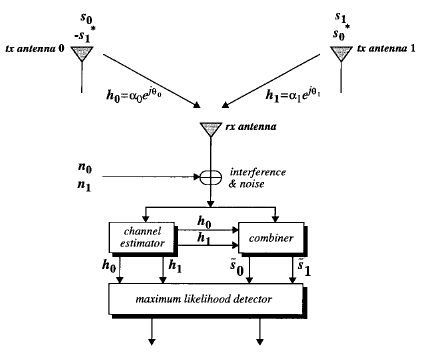 s₀ s₁
-s₁* s₀*
tx antenna 0 tx antenna 1
h₀=α₀e^jθ₀ h₁=α₁e^jθ₁
rx antenna
n₀
n₁
interference
& noise
channel
estimator
h₀
h₁
combiner
h₀ h₁ s̃₀ s̃₁
maximum likelihood detector